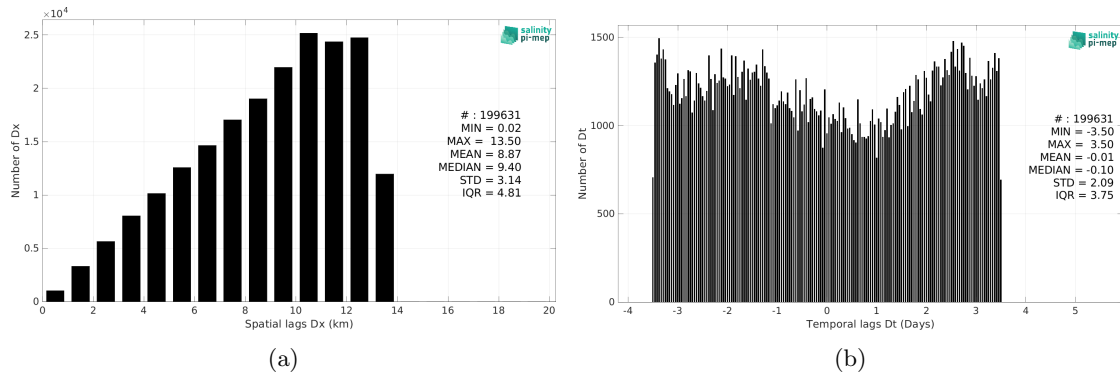 ×10⁴
2.5
2
1.5
1
0.5
0
0 2 4 6 8 10 12 14 16 18 20
Number of Dx
Spatial lags Dx (km)
salinity
pi-mep
# : 199631
MIN = 0.02
MAX = 13.50
MEAN = 8.87
MEDIAN = 9.40
STD = 3.14
IQR = 4.81
(a)
1500
1000
500
0
-4 -3 -2 -1 0 1 2 3 4 5
Number of Dt
Temporal lags Dt (Days)
salinity
pi-mep
# : 199631
MIN = -3.50
MAX = 3.50
MEAN = -0.01
MEDIAN = -0.10
STD = 2.09
IQR = 3.75
(b)